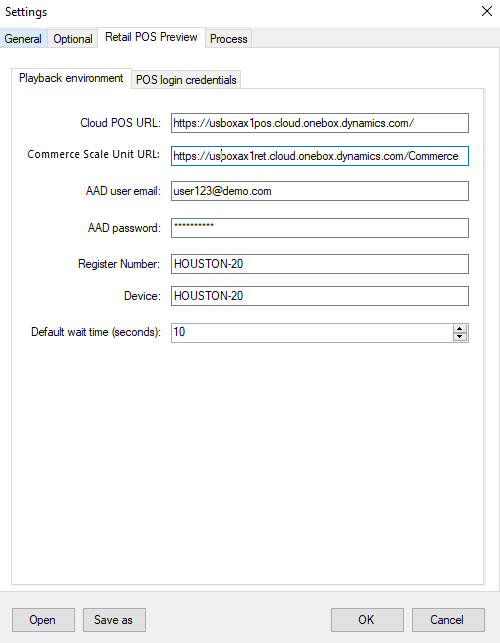 Settings
General Optional Retail POS Preview Process
Playback environment POS login credentials
Cloud POS URL: https://usboxax1pos.cloud.onebox.dynamics.com/
Commerce Scale Unit URL: https://usboxax1ret.cloud.onebox.dynamics.com/Commerce
AAD user email: user123@demo.com
AAD password: **********
Register Number: HOUSTON-20
Device: HOUSTON-20
Default wait time (seconds): 10
Open Save as OK Cancel